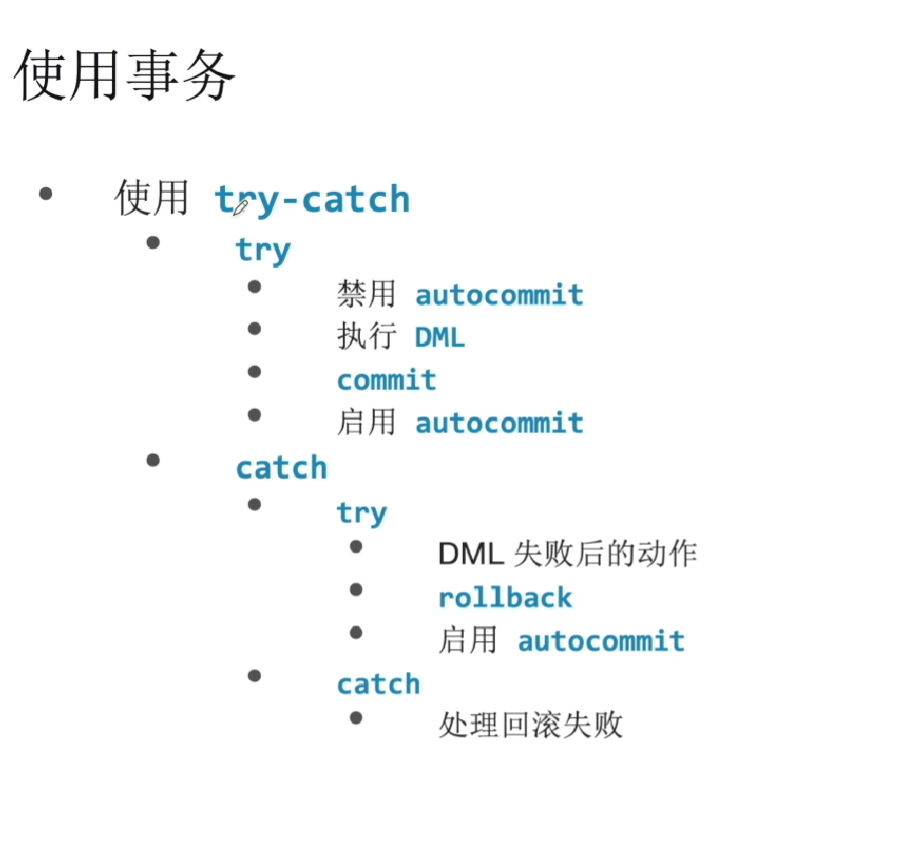 使用事务
使用 try-catch
try
禁用 autocommit
执行 DML
commit
启用 autocommit
catch
try
DML 失败后的动作
rollback
启用 autocommit
catch
处理回滚失败